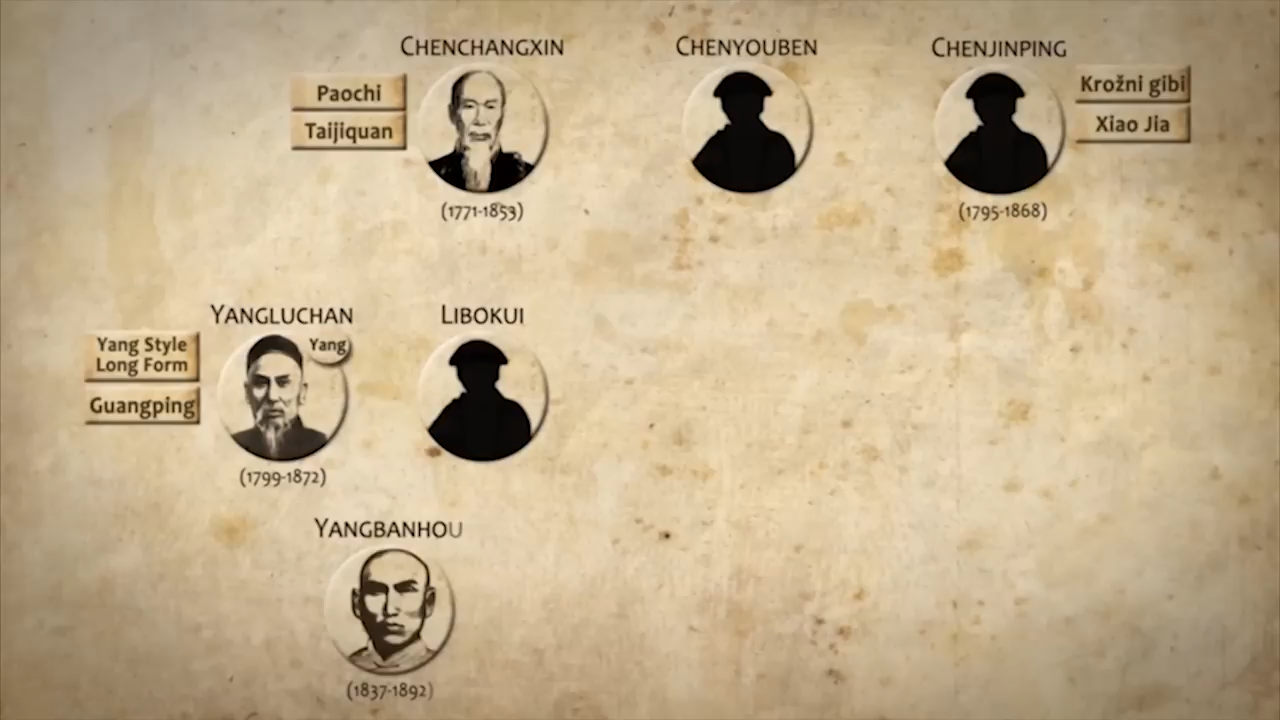 CHENCHANGXIN
CHENYOUBEN
CHENJINPING
Paochi
Taijiquan
Krožni gibi
Xiao Jia
(1771-1853)
(1795-1868)
YANGLUCHAN
LIBOKUI
Yang Style
Long Form
Guangping
Yang
(1799-1872)
YANGBANHOU
(1837-1892)